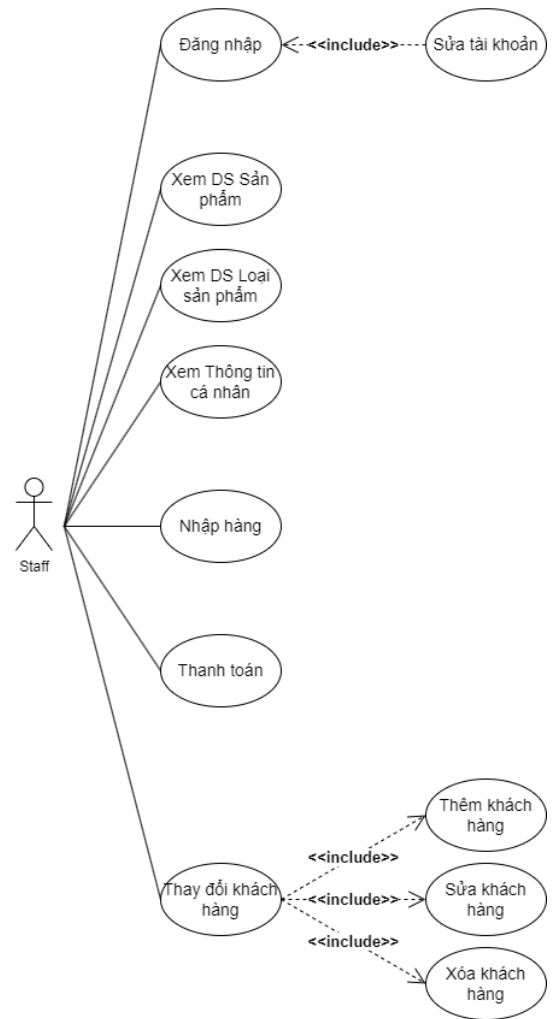 Đăng nhập
<<include>>
Sửa tài khoản
Xem DS Sản
phẩm
Xem DS Loại
sản phẩm
Xem Thông tin
cá nhân
Staff
Nhập hàng
Thanh toán
Thay đổi khách
hàng
<<include>>
Thêm khách
hàng
<<include>>
Sửa khách
hàng
<<include>>
Xóa khách
hàng